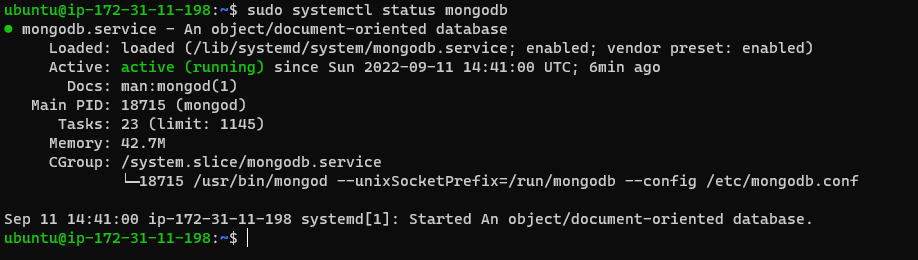 ubuntu@ip-172-31-11-198:~$ sudo systemctl status mongodb
● mongodb.service - An object/document-oriented database
     Loaded: loaded (/lib/systemd/system/mongodb.service; enabled; vendor preset: enabled)
     Active: active (running) since Sun 2022-09-11 14:41:00 UTC; 6min ago
       Docs: man:mongod(1)
   Main PID: 18715 (mongod)
      Tasks: 23 (limit: 1145)
     Memory: 42.7M
     CGroup: /system.slice/mongodb.service
             └─18715 /usr/bin/mongod --unixSocketPrefix=/run/mongodb --config /etc/mongodb.conf

Sep 11 14:41:00 ip-172-31-11-198 systemd[1]: Started An object/document-oriented database.
ubuntu@ip-172-31-11-198:~$